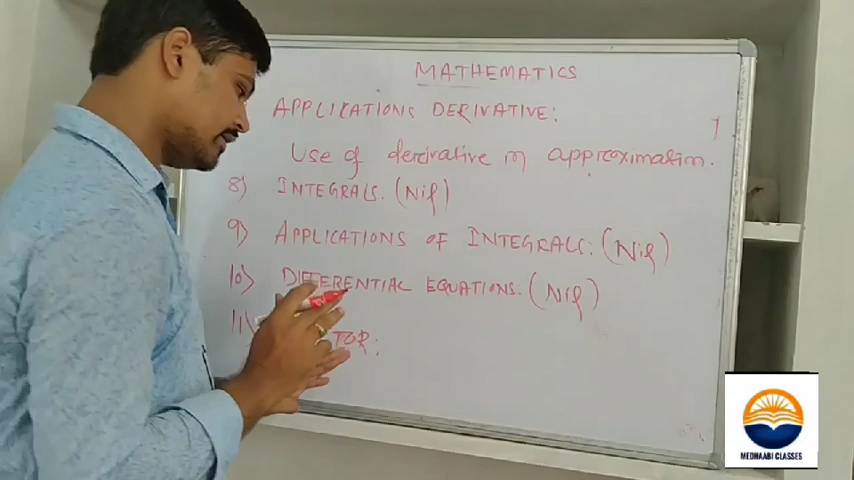 MATHEMATICS
APPLICATIONS DERIVATIVE:
Use of derivative in approximation.
8) INTEGRALS. (Nil)
9) APPLICATIONS OF INTEGRALS: (Nil)
10) DIFFERENTIAL EQUATIONS. (Nil)
11) TOR:
MEDHAABI CLASSES